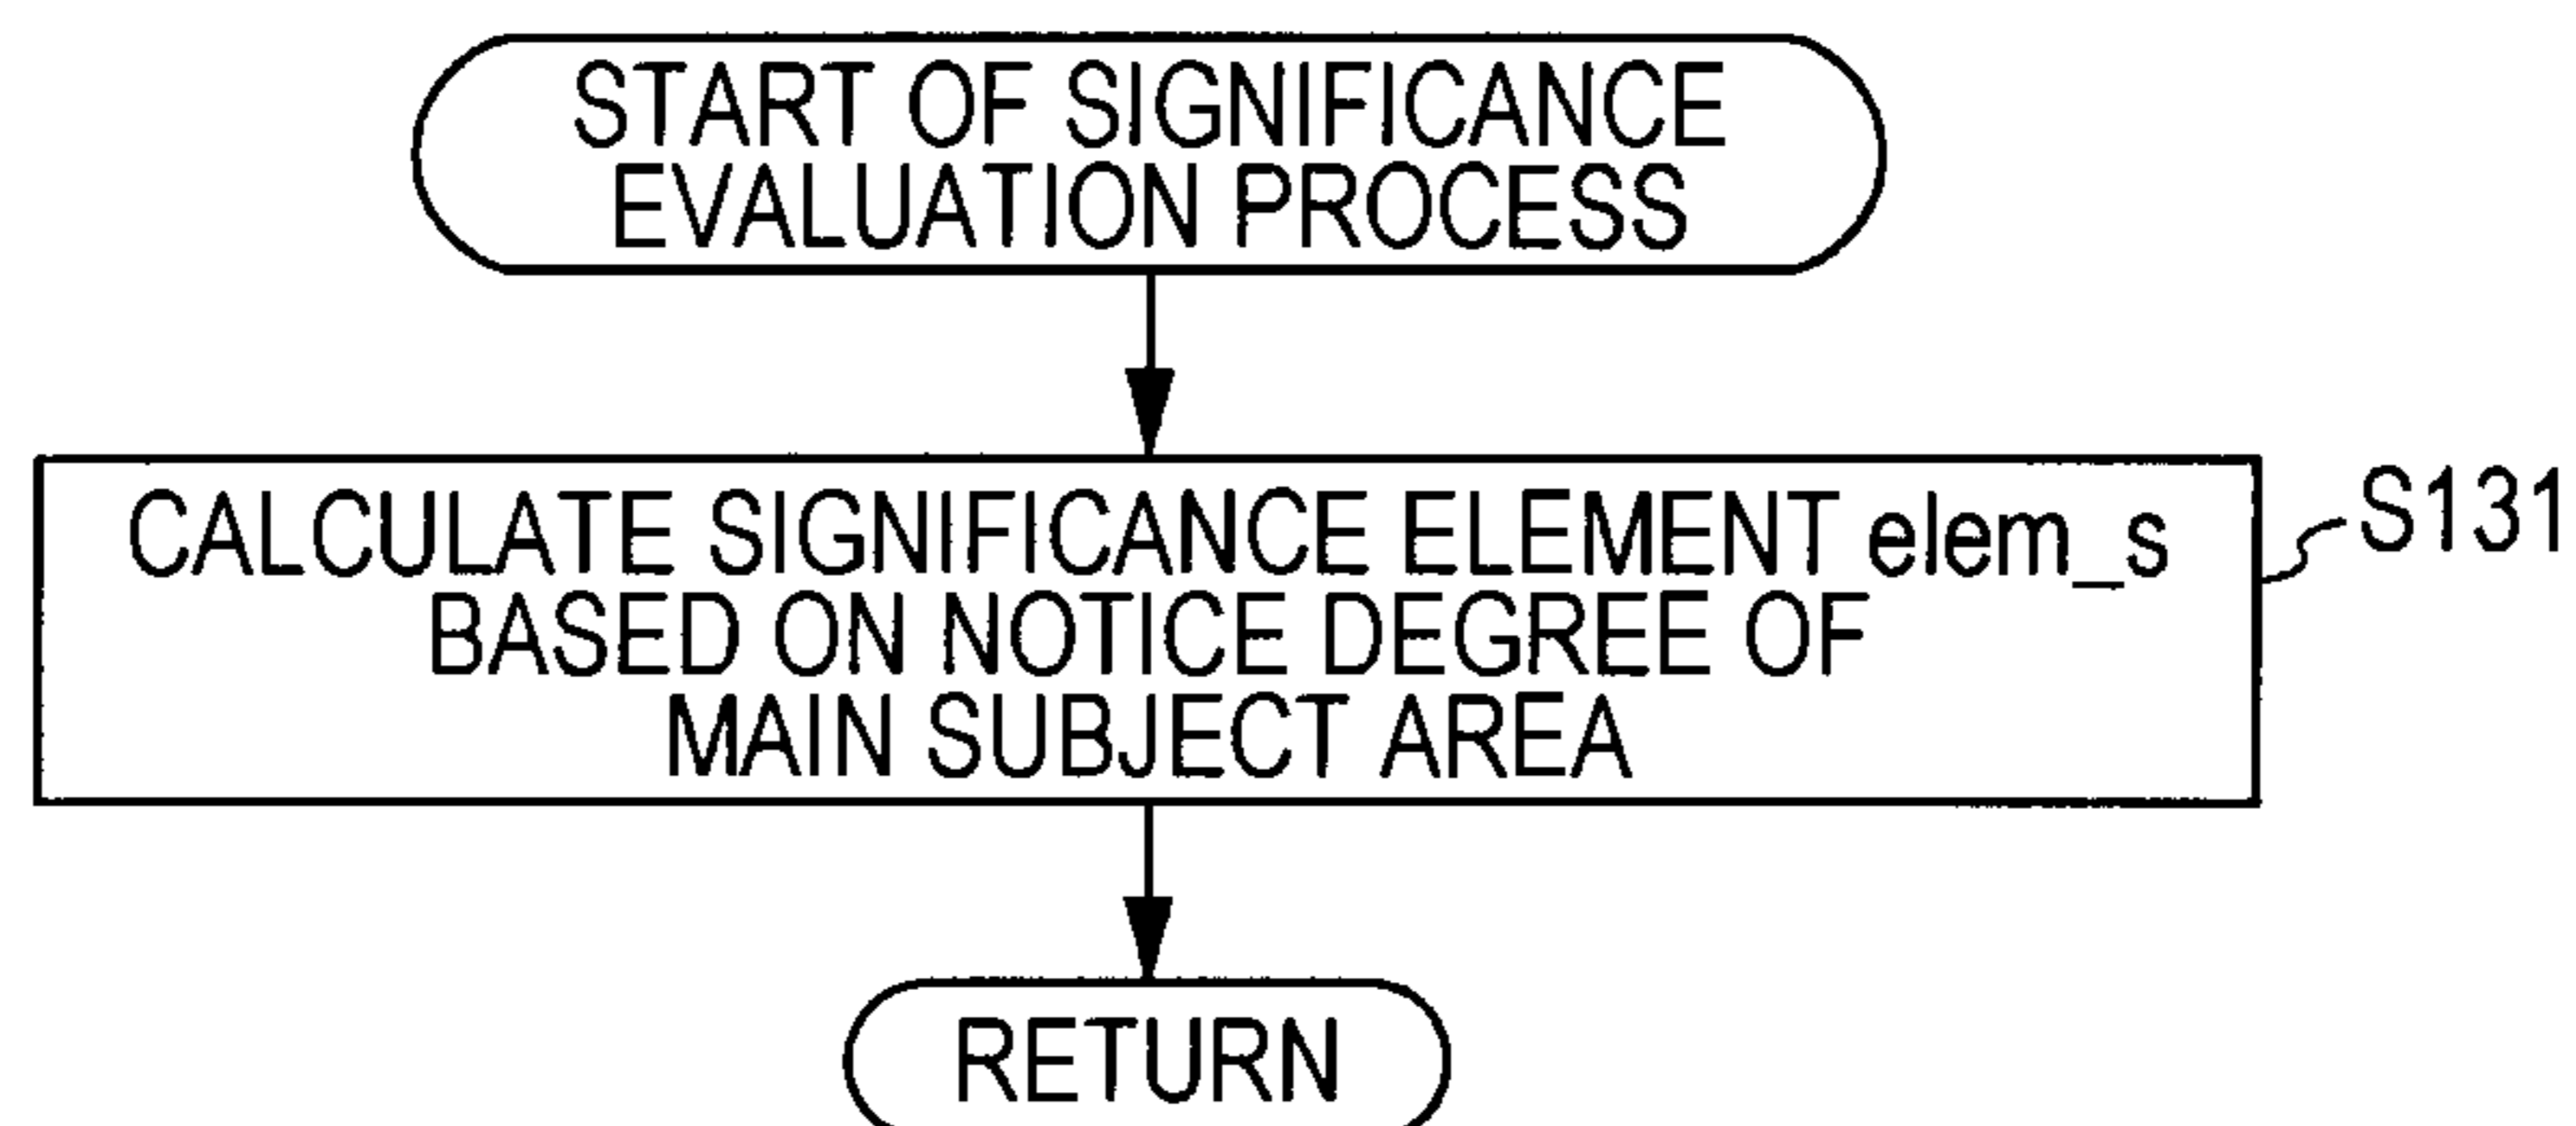 START OF SIGNIFICANCE
EVALUATION PROCESS
CALCULATE SIGNIFICANCE ELEMENT elem_s
BASED ON NOTICE DEGREE OF
MAIN SUBJECT AREA
S131
RETURN